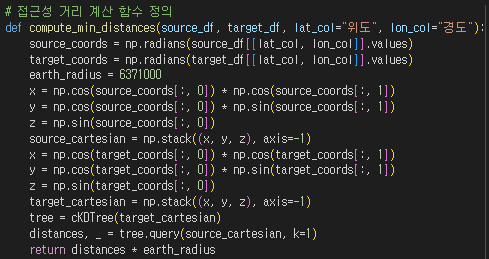 # 접근성 거리 계산 함수 정의
def compute_min_distances(source_df, target_df, lat_col="위도", lon_col="경도"):
    source_coords = np.radians(source_df[[lat_col, lon_col]].values)
    target_coords = np.radians(target_df[[lat_col, lon_col]].values)
    earth_radius = 6371000
    x = np.cos(source_coords[:, 0]) * np.cos(source_coords[:, 1])
    y = np.cos(source_coords[:, 0]) * np.sin(source_coords[:, 1])
    z = np.sin(source_coords[:, 0])
    source_cartesian = np.stack((x, y, z), axis=-1)
    x = np.cos(target_coords[:, 0]) * np.cos(target_coords[:, 1])
    y = np.cos(target_coords[:, 0]) * np.sin(target_coords[:, 1])
    z = np.sin(target_coords[:, 0])
    target_cartesian = np.stack((x, y, z), axis=-1)
    tree = cKDTree(target_cartesian)
    distances, _ = tree.query(source_cartesian, k=1)
    return distances * earth_radius